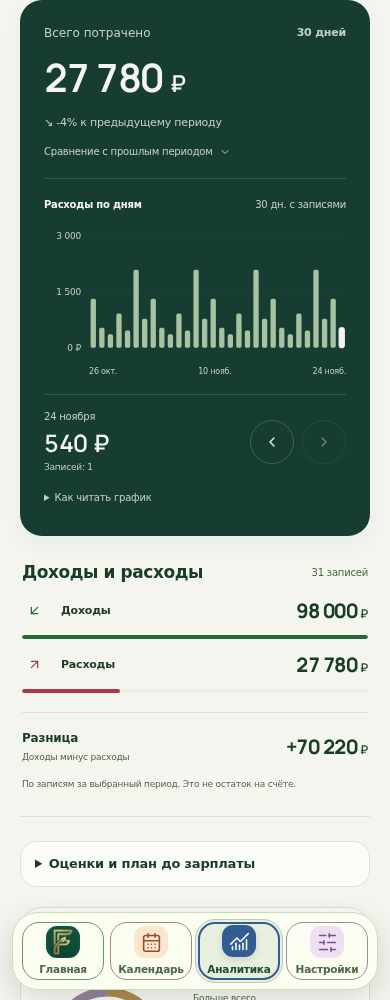 Всего потрачено 30 дней
27 780 ₽
↘ -4% к предыдущему периоду
Сравнение с прошлым периодом
Расходы по дням 30 дн. с записями
3 000
1 500
0 ₽
26 окт. 10 нояб. 24 нояб.
24 ноября
540 ₽
Записей: 1
Как читать график
Доходы и расходы 31 записей
Доходы 98 000 ₽
Расходы 27 780 ₽
Разница +70 220 ₽
Доходы минус расходы
По записям за выбранный период. Это не остаток на счёте.
Оценки и план до зарплаты
Главная Календарь Аналитика Настройки
Больше всего